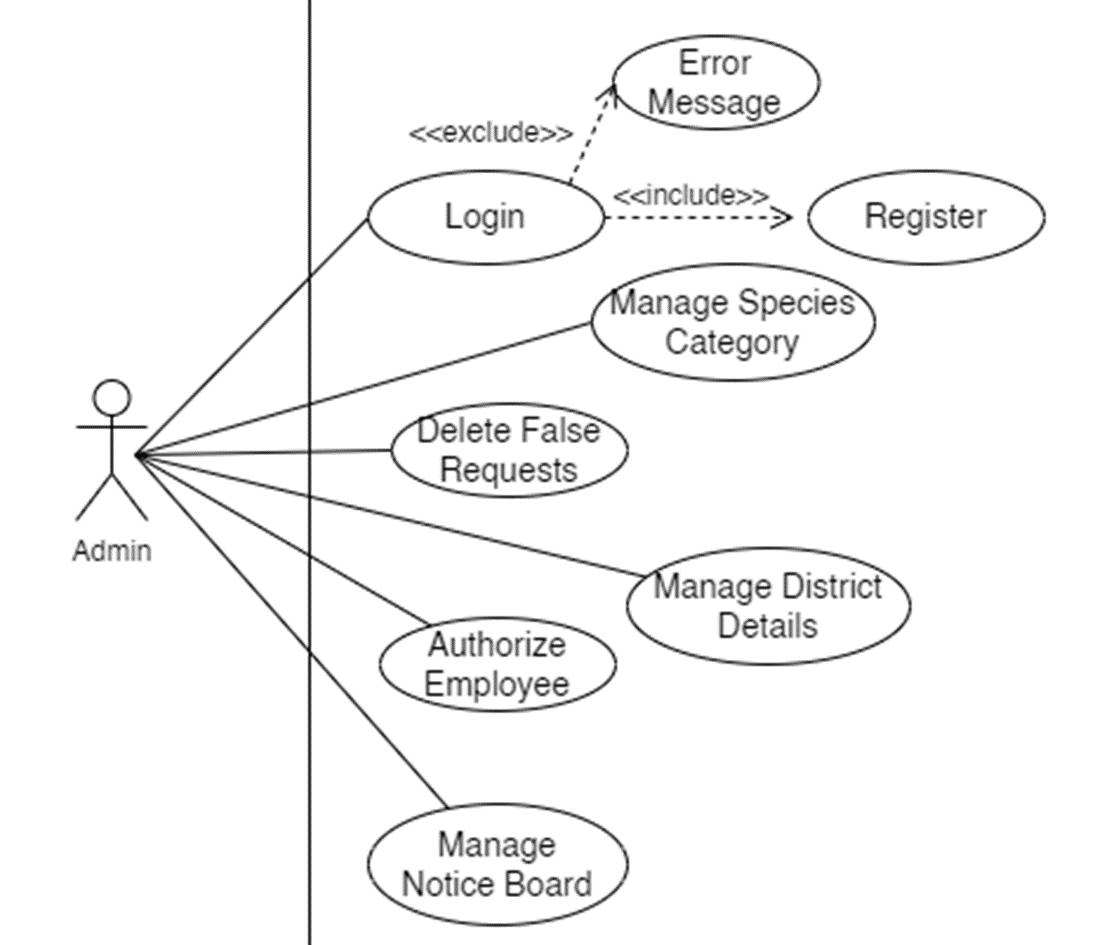 Error
Message
<<exclude>>
<<include>>
Login
Register
Manage Species
Category
Delete False
Requests
Admin
Manage District
Details
Authorize
Employee
Manage
Notice Board